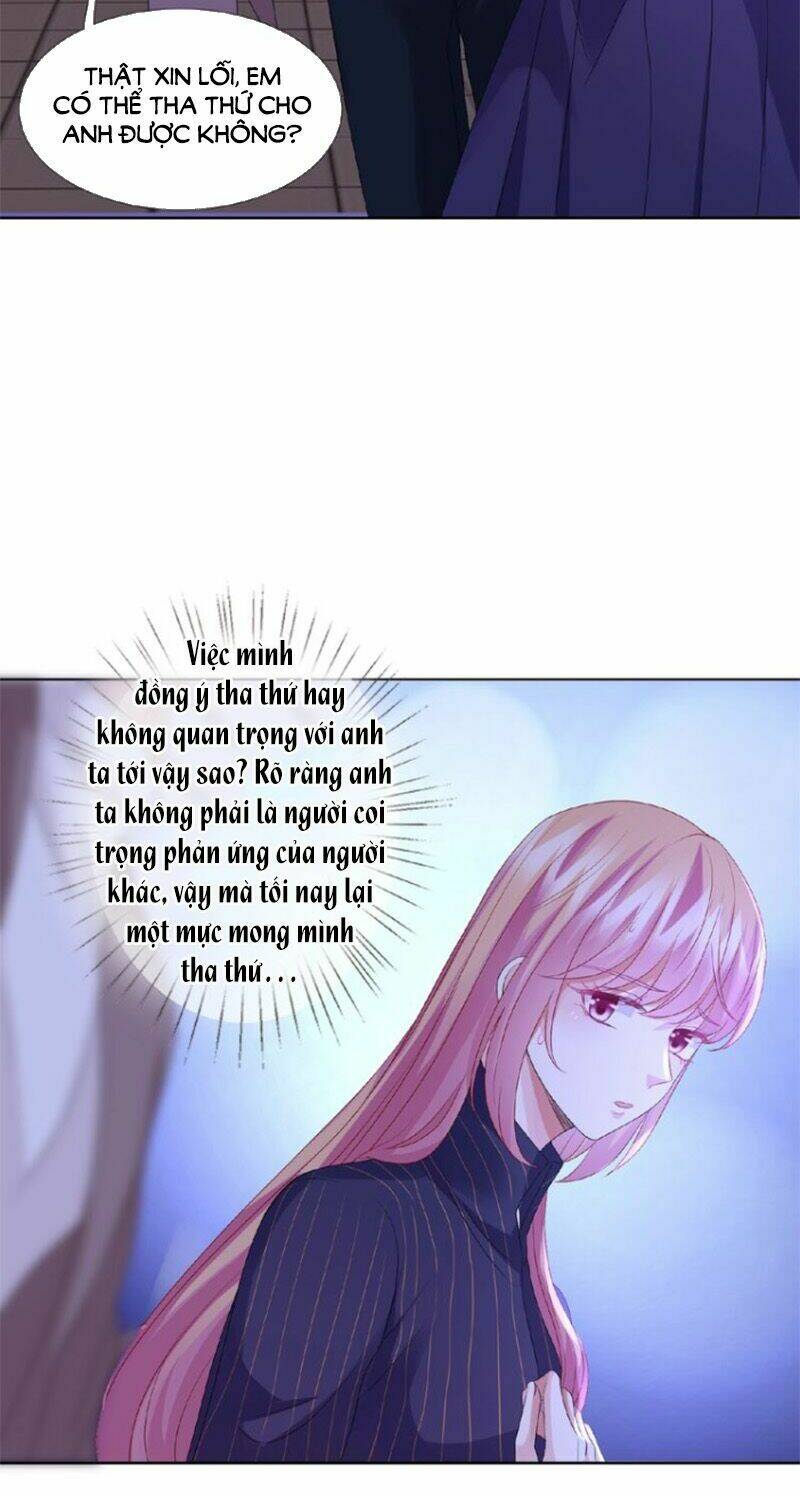 THẬT XIN LỖI, EM
CÓ THỂ THA THỨ CHO
ANH ĐƯỢC KHÔNG?
Việc mình
đồng ý tha thứ hay
không quan trọng với anh
ta tới vậy sao? Rõ ràng anh
ta không phải là người coi
trọng phản ứng của người
khác, vậy mà tối nay lại
một mực mong mình
tha thứ...